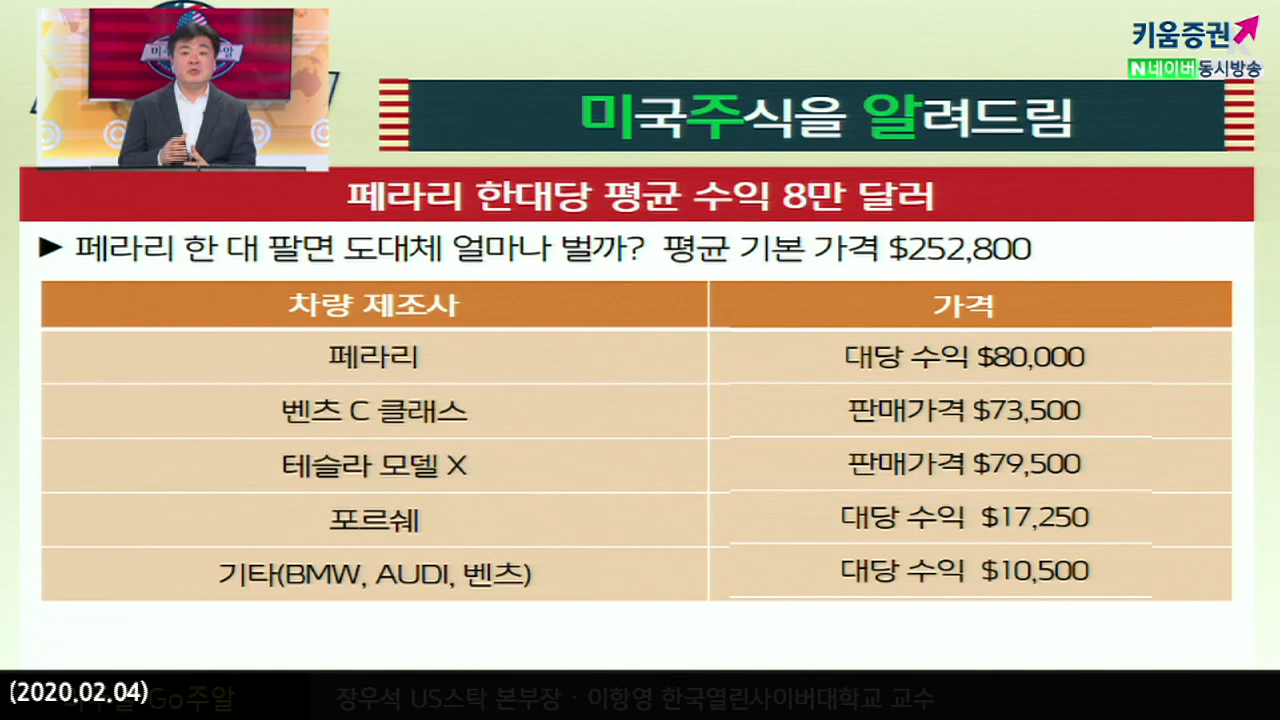 키움증권
N 네이버 동시방송
미국주식을 알려드림
페라리 한대당 평균 수익 8만 달러
▶ 페라리 한 대 팔면 도대체 얼마나 벌까? 평균 기본 가격 $252,800
차량 제조사 가격
페라리 대당 수익 $80,000
벤츠 C 클래스 판매가격 $73,500
테슬라 모델 X 판매가격 $79,500
포르쉐 대당 수익 $17,250
기타(BMW, AUDI, 벤츠) 대당 수익 $10,500
(2020.02.04)
Go주알 장우석 US스탁 본부장 · 이항영 한국열린사이버대학교 교수